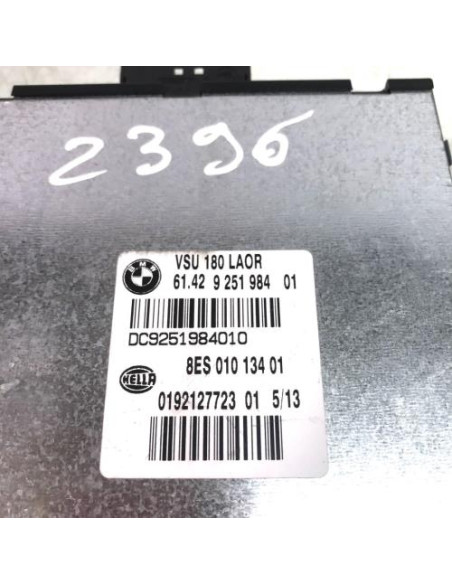 2396
BMW
VSU 180 LAOR
61.42 9 251 984 01
DC9251984010
8ES 010 134 01
HELLA
0192127723 01 5/13